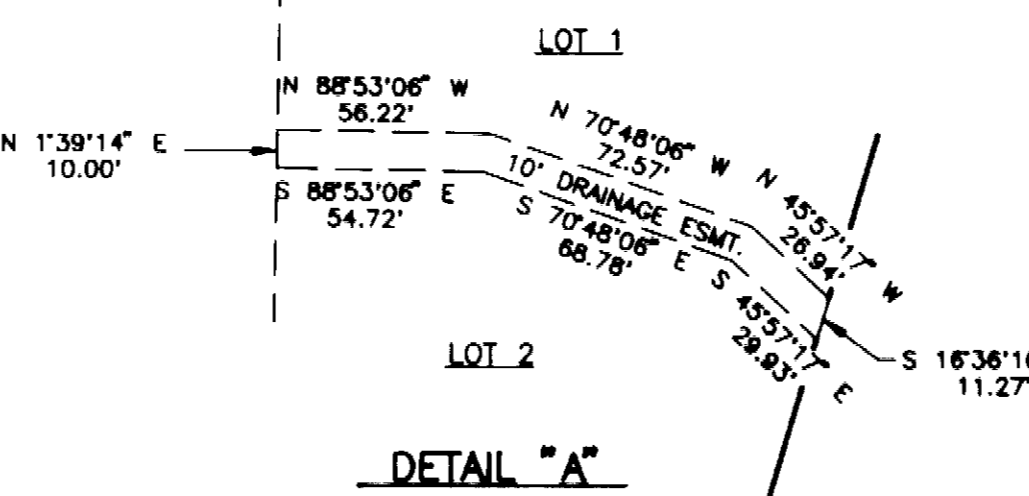 LOT 1
N 88°53'06" W
56.22'
N 70°48'06" W
72.57'
N 1°39'14" E
10.00'
10' DRAINAGE ESMT.
N 45°57'17" W
26.94'
S 88°53'06" E
54.72'
S 70°48'06" E
68.78'
S 45°57'17" E
29.93'
LOT 2
S 16°36'1
11.27'
DETAIL "A"